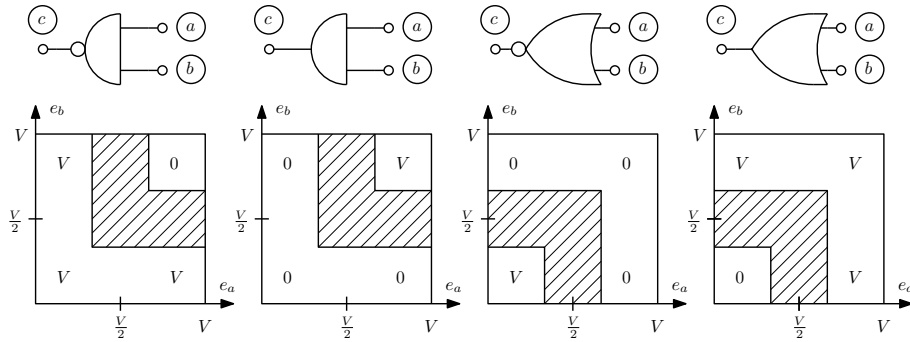 c a c a c a c a
b b b b
e_b e_b e_b e_b
V V V V
V 0 0 V 0 0 V V
V/2 V/2 V/2 V/2
V V 0 0 V 0 0 V
e_a e_a e_a e_a
V/2 V V/2 V V/2 V V/2 V